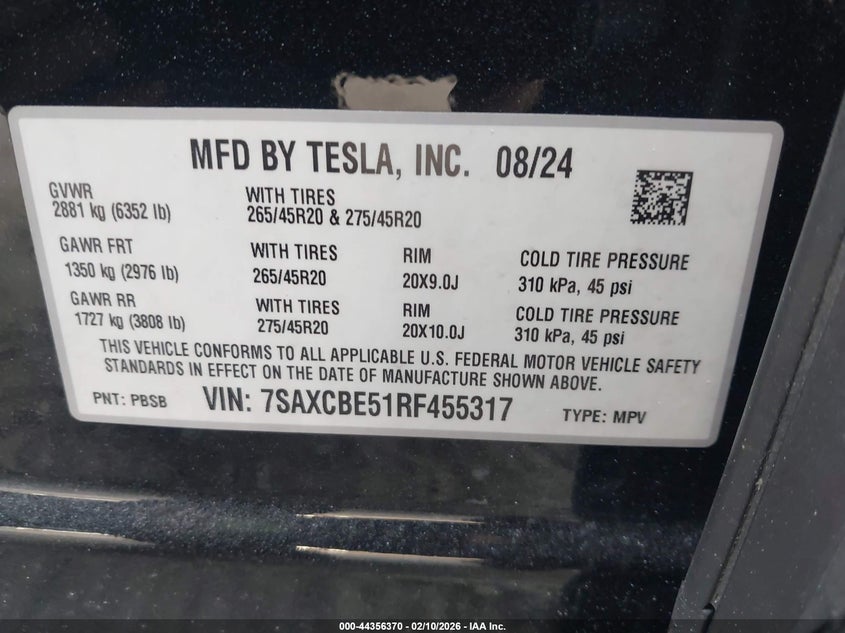 MFD BY TESLA, INC. 08/24
GVWR
2881 kg (6352 lb)
WITH TIRES
265/45R20 & 275/45R20
GAWR FRT
1350 kg (2976 lb)
WITH TIRES
265/45R20
RIM
20X9.0J
COLD TIRE PRESSURE
310 kPa, 45 psi
GAWR RR
1727 kg (3808 lb)
WITH TIRES
275/45R20
RIM
20X10.0J
COLD TIRE PRESSURE
310 kPa, 45 psi
THIS VEHICLE CONFORMS TO ALL APPLICABLE U.S. FEDERAL MOTOR VEHICLE SAFETY
STANDARDS IN EFFECT ON THE DATE OF MANUFACTURE SHOWN ABOVE.
PNT: PBSB VIN: 7SAXCBE51RF455317 TYPE: MPV
000-44356370 - 02/10/2026 - IAA Inc.